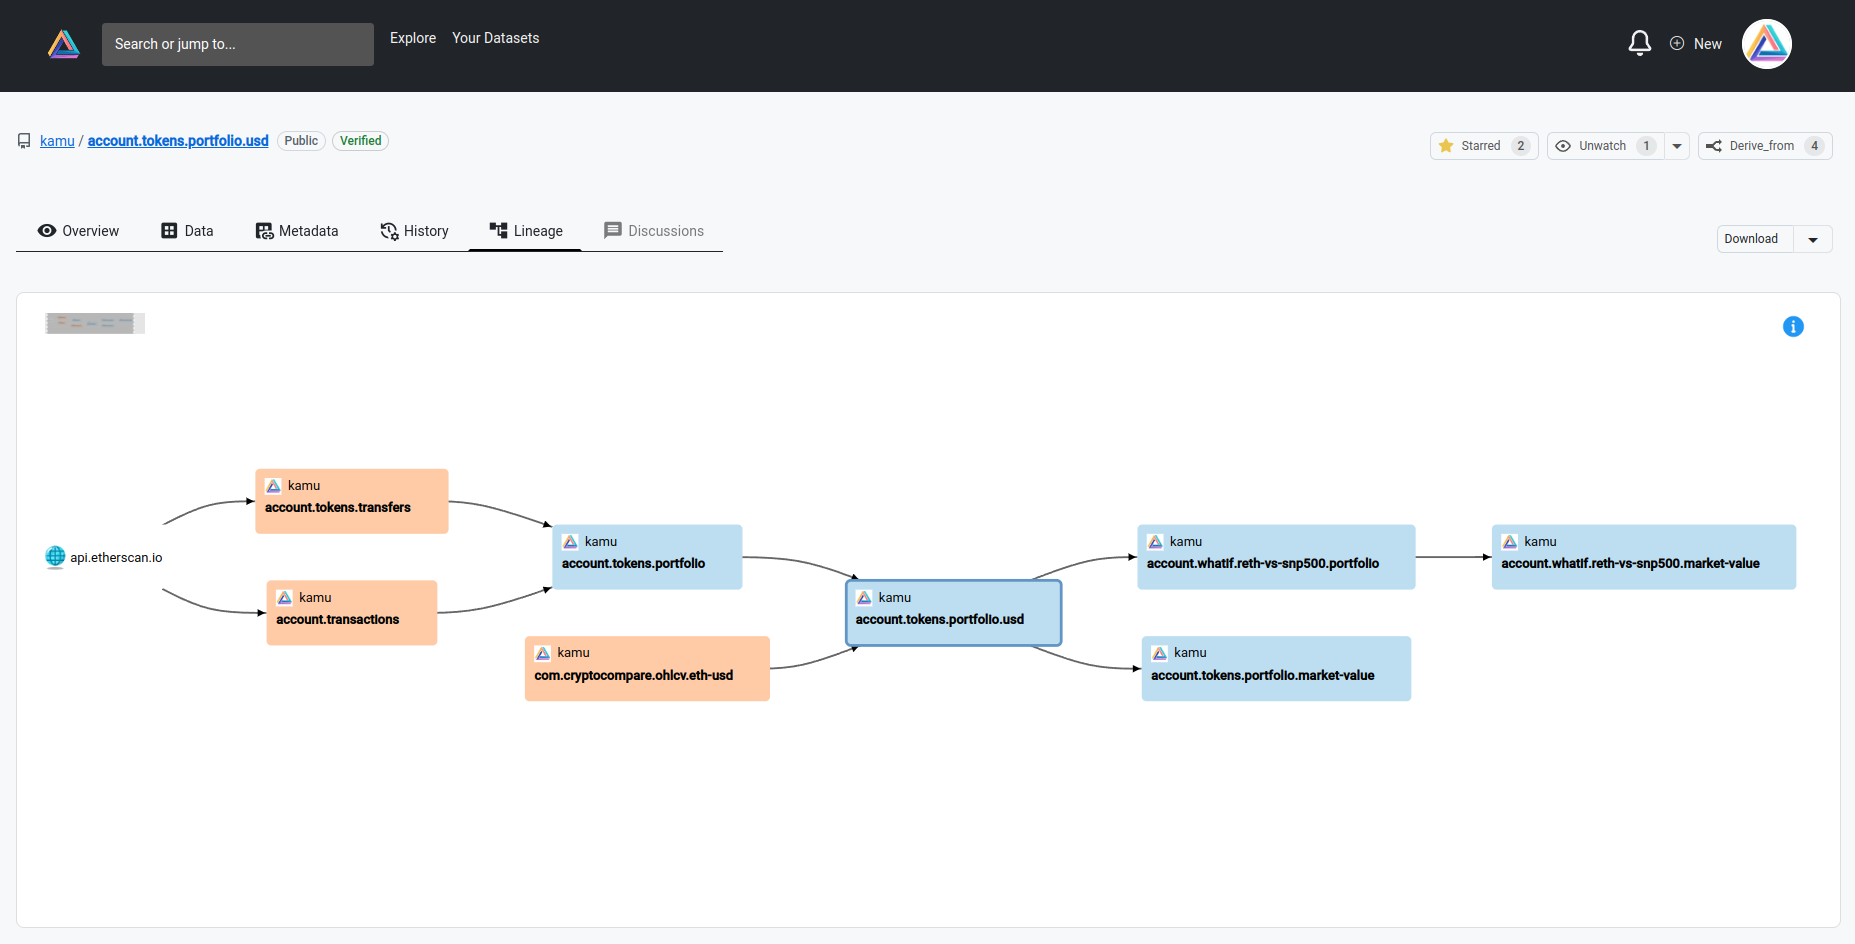 Search or jump to...
Explore
Your Datasets
New
kamu / account.tokens.portfolio.usd
Public
Verified
Starred 2
Unwatch 1
Derive_from 4
Overview
Data
Metadata
History
Lineage
Discussions
Download
api.etherscan.io
kamu
account.tokens.transfers
kamu
account.transactions
kamu
account.tokens.portfolio
kamu
com.cryptocompare.ohlcv.eth-usd
kamu
account.tokens.portfolio.usd
kamu
account.whatif.reth-vs-snp500.portfolio
kamu
account.tokens.portfolio.market-value
kamu
account.whatif.reth-vs-snp500.market-value